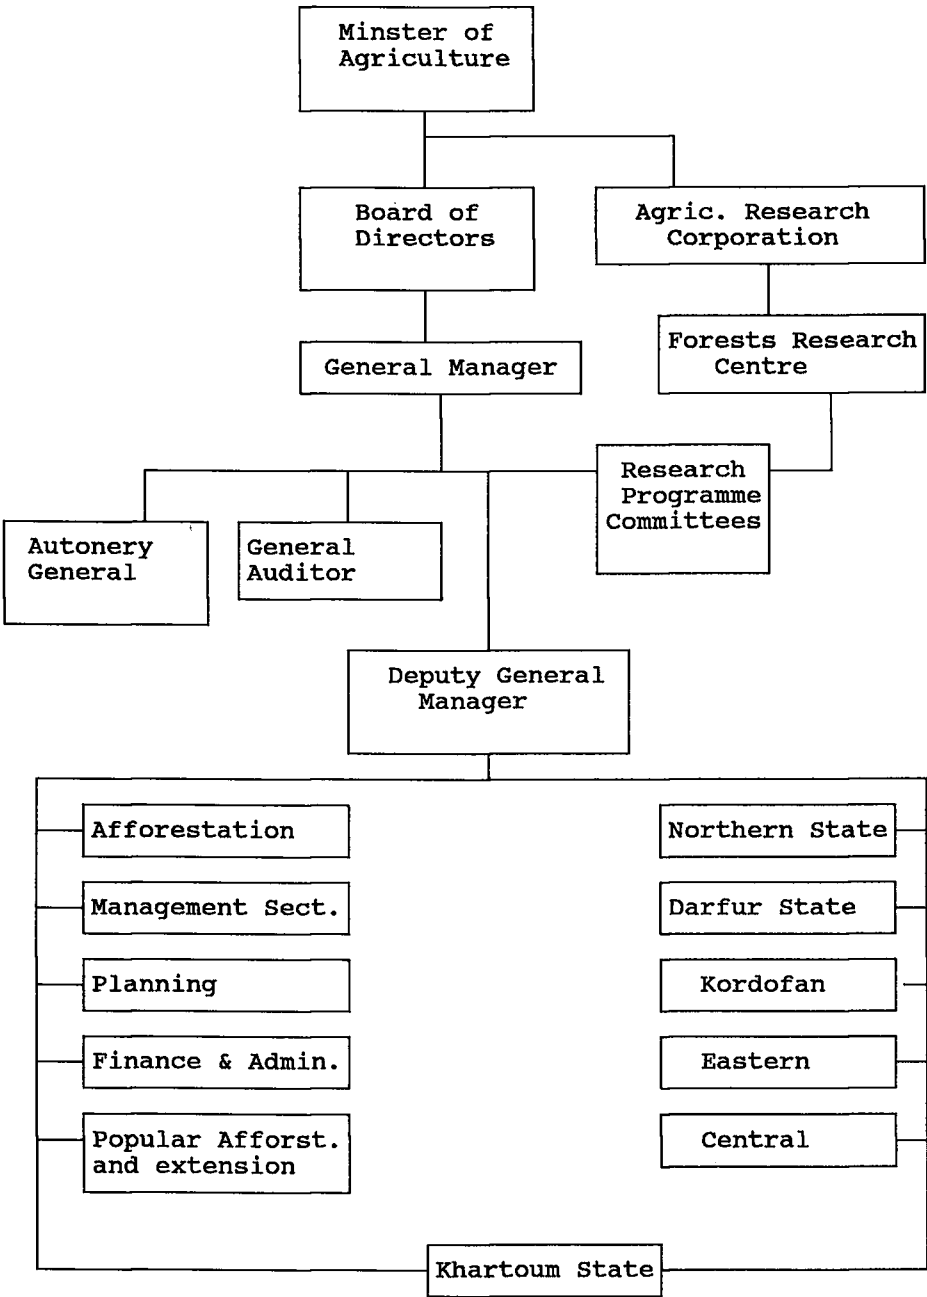 Minster of
Agriculture
Board of
Directors
Agric. Research
Corporation
General Manager
Forests Research
Centre
Research
Programme
Committees
Autonery
General
General
Auditor
Deputy General
Manager
Afforestation
Northern State
Management Sect.
Darfur State
Planning
Kordofan
Finance & Admin.
Eastern
Popular Afforst.
and extension
Central
Khartoum State